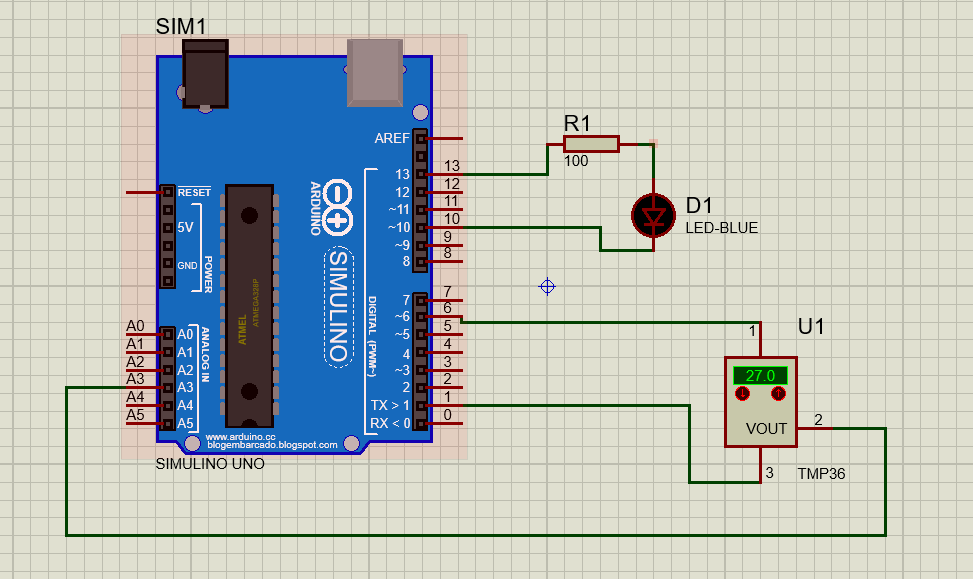 SIM1
AREF
13
12
~11
~10
~9
8
13
12
11
10
9
8
RESET
5V
GND
POWER
ARDUINO
SIMULINO
ATMEL
ATMEGA328P
DIGITAL (PWM~)
7
~6
~5
4
~3
2
TX > 1
RX < 0
7
6
5
4
3
2
1
0
A0
A1
A2
A3
A4
A5
A0
A1
A2
A3
A4
A5
ANALOG IN
www.arduino.cc
blogembarcado.blogspot.com
SIMULINO UNO
R1
100
D1
LED-BLUE
U1
1
27.0
VOUT
2
3
TMP36